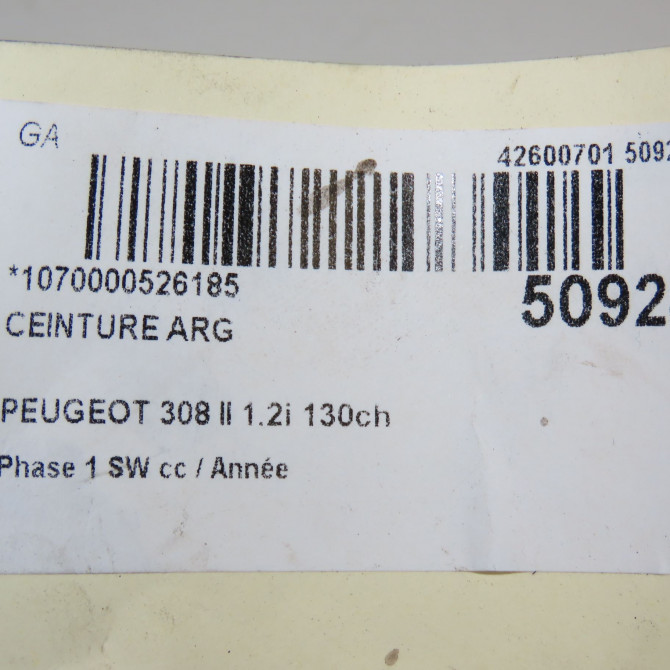 GA
42600701 5092
*1070000526185
5092
CEINTURE ARG
PEUGEOT 308 II 1.2i 130ch
Phase 1 SW cc / Année